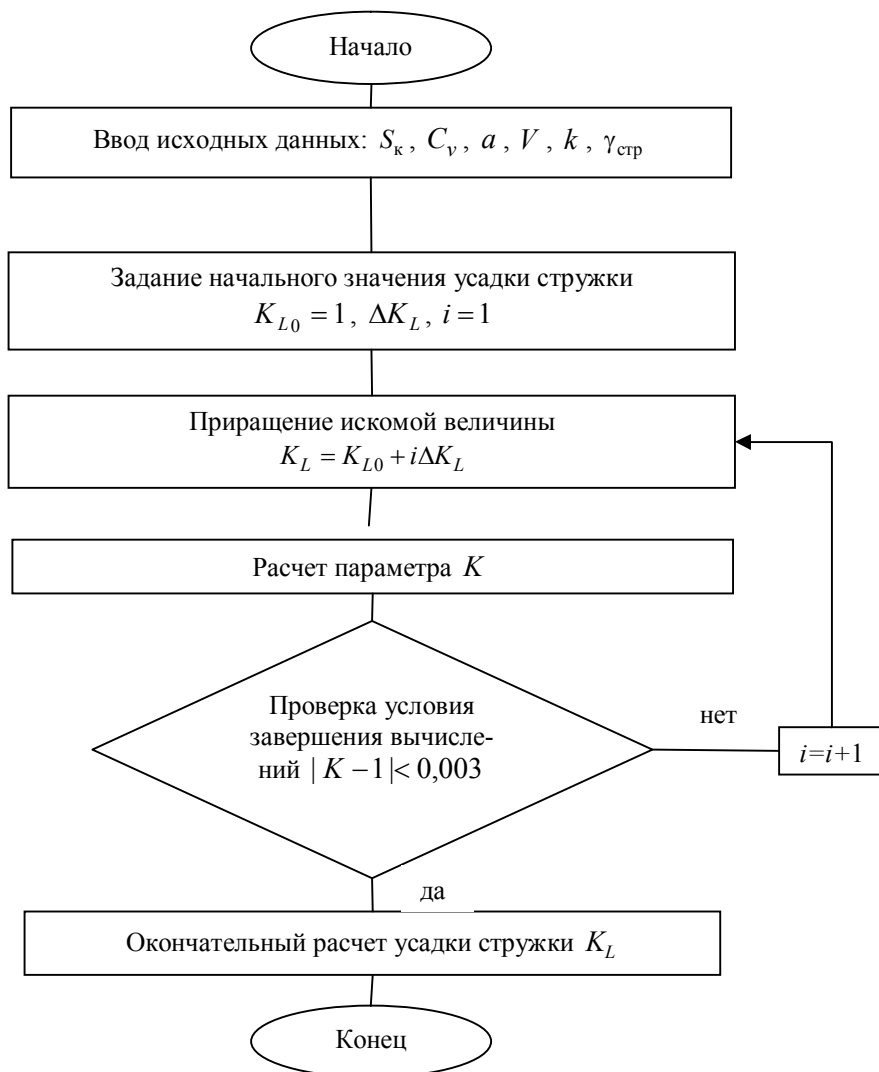 Начало
Ввод исходных данных: Sк , Cv , a , V , k , γстр
Задание начального значения усадки стружки
KL0 = 1 , ΔKL , i = 1
Приращение искомой величины
KL = KL0 + iΔKL
Расчет параметра K
Проверка условия
завершения вычисле-
ний | K − 1 |< 0,003
нет
i=i+1
да
Окончательный расчет усадки стружки KL
Конец